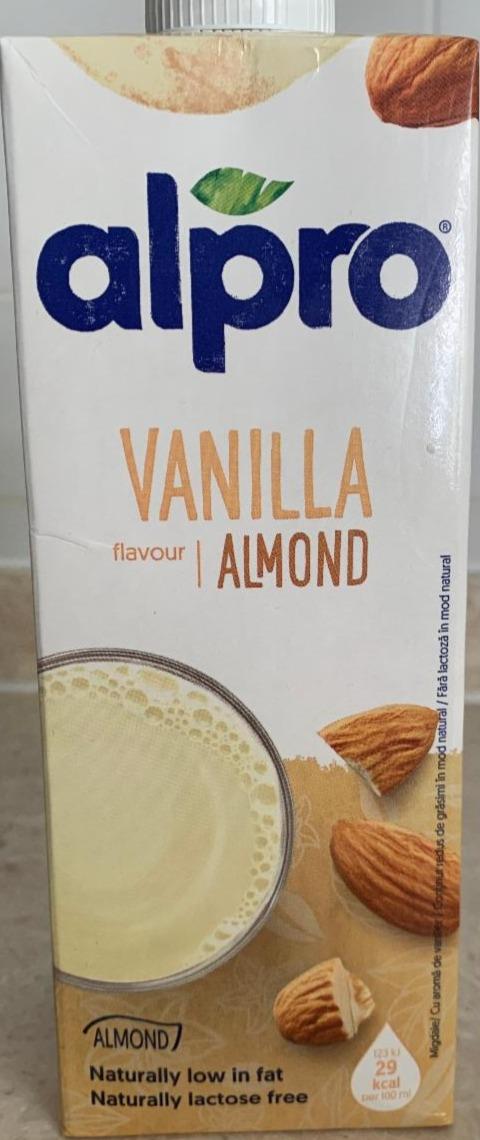 alpro®
VANILLA
flavour | ALMOND
ALMOND
Naturally low in fat
Naturally lactose free
123 kJ
29
kcal
per 100 ml
Migdale/ Cu aromă de vanilie / Conținut redus de grăsimi în mod natural / Fără lactoză în mod natural